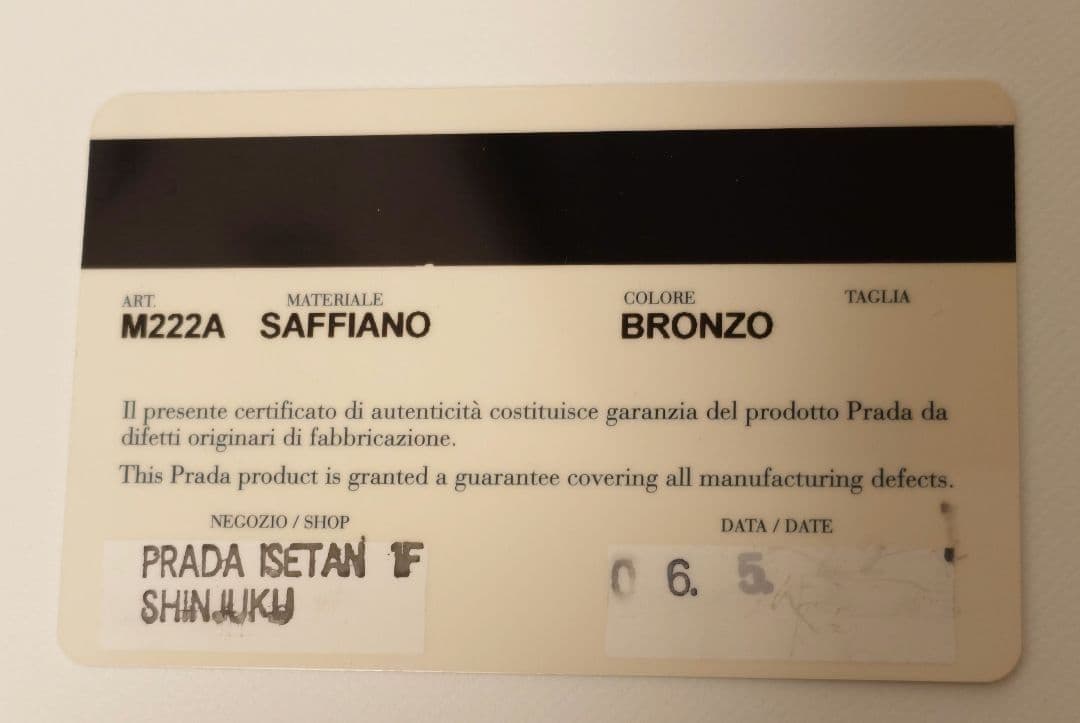 ART. MATERIALE COLORE TAGLIA
M222A SAFFIANO BRONZO
Il presente certificato di autenticità costituisce garanzia del prodotto Prada da
difetti originari di fabbricazione.
This Prada product is granted a guarantee covering all manufacturing defects.
NEGOZIO / SHOP DATA / DATE
PRADA ISETAN 1F
SHINJUKU
0 6. 5.